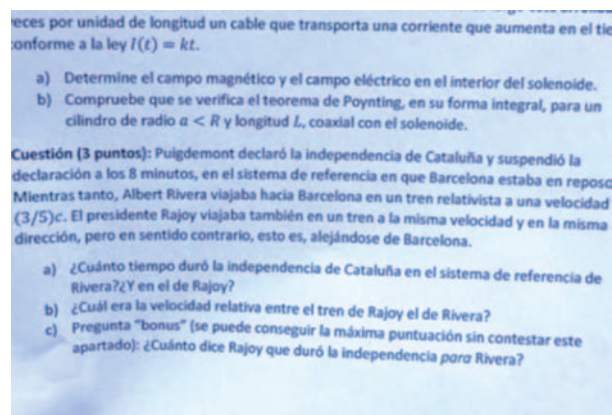 veces por unidad de longitud un cable que transporta una corriente que aumenta en el tie
conforme a la ley I(t) = kt.
a) Determine el campo magnético y el campo eléctrico en el interior del solenoide.
b) Compruebe que se verifica el teorema de Poynting, en su forma integral, para un
cilindro de radio a < R y longitud L, coaxial con el solenoide.
Cuestión (3 puntos): Puigdemont declaró la independencia de Cataluña y suspendió la
declaración a los 8 minutos, en el sistema de referencia en que Barcelona estaba en reposo
Mientras tanto, Albert Rivera viajaba hacia Barcelona en un tren relativista a una velocidad
(3/5)c. El presidente Rajoy viajaba también en un tren a la misma velocidad y en la misma
dirección, pero en sentido contrario, esto es, alejándose de Barcelona.
a) ¿Cuánto tiempo duró la independencia de Cataluña en el sistema de referencia de
Rivera?¿Y en el de Rajoy?
b) ¿Cuál era la velocidad relativa entre el tren de Rajoy el de Rivera?
c) Pregunta "bonus" (se puede conseguir la máxima puntuación sin contestar este
apartado): ¿Cuánto dice Rajoy que duró la independencia para Rivera?